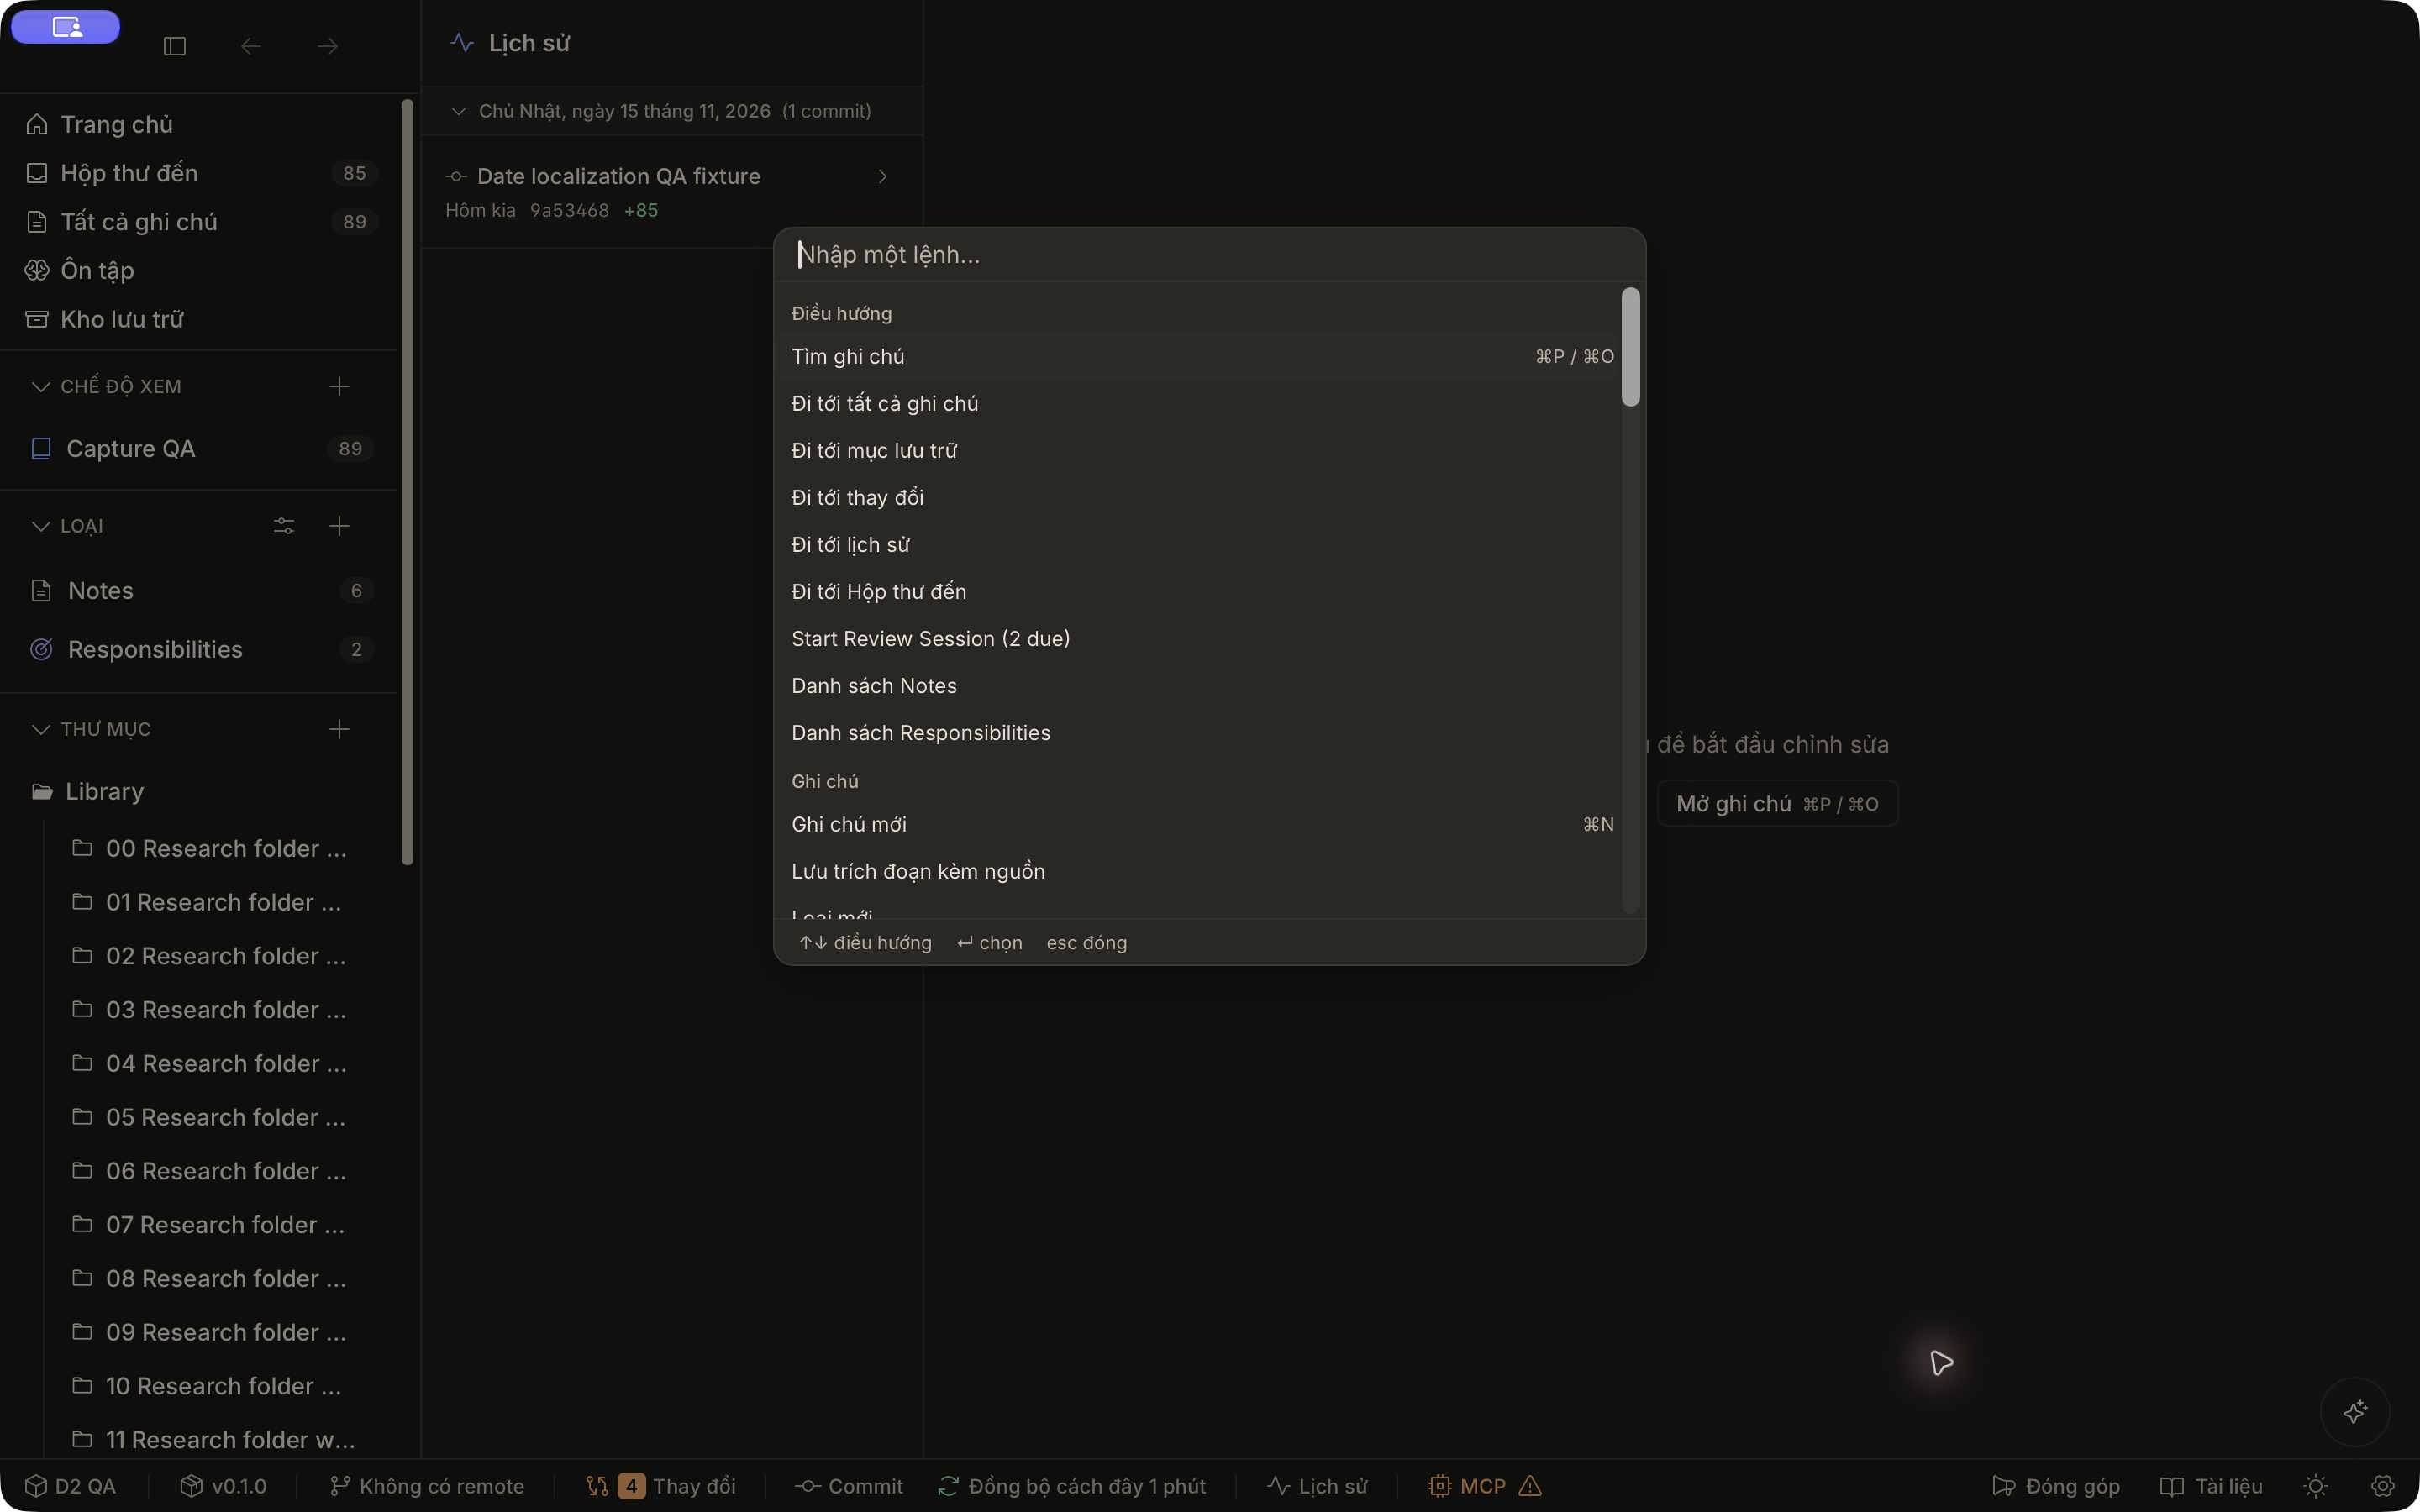 Lịch sử
Trang chủ
Hộp thư đến 85
Tất cả ghi chú 89
Ôn tập
Kho lưu trữ
CHẾ ĐỘ XEM
Capture QA 89
LOẠI
Notes 6
Responsibilities 2
THƯ MỤC
Library
00 Research folder ...
01 Research folder ...
02 Research folder ...
03 Research folder ...
04 Research folder ...
05 Research folder ...
06 Research folder ...
07 Research folder ...
08 Research folder ...
09 Research folder ...
10 Research folder ...
11 Research folder w...
Chủ Nhật, ngày 15 tháng 11, 2026 (1 commit)
Date localization QA fixture
Hôm kia 9a53468 +85
Nhập một lệnh...
Điều hướng
Tìm ghi chú ⌘P / ⌘O
Đi tới tất cả ghi chú
Đi tới mục lưu trữ
Đi tới thay đổi
Đi tới lịch sử
Đi tới Hộp thư đến
Start Review Session (2 due)
Danh sách Notes
Danh sách Responsibilities
Ghi chú
Ghi chú mới ⌘N
Lưu trích đoạn kèm nguồn
Loại mới
↑↓ điều hướng ↵ chọn esc đóng
để bắt đầu chỉnh sửa
Mở ghi chú ⌘P / ⌘O
D2 QA v0.1.0 Không có remote 4 Thay đổi Commit Đồng bộ cách đây 1 phút Lịch sử MCP Đóng góp Tài liệu